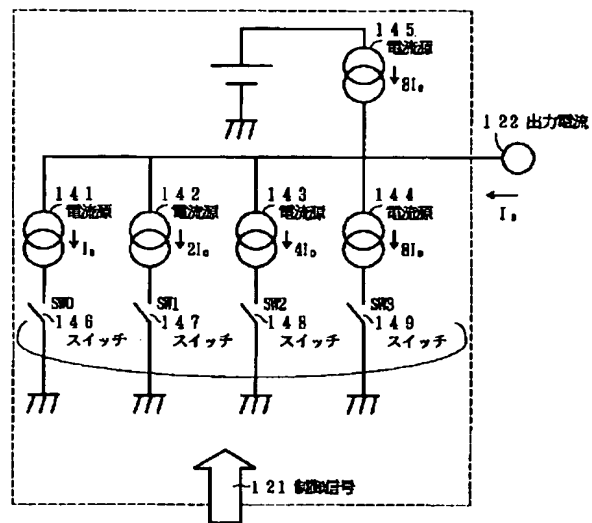 145
電流源
8I₀
122 出力電流
141
電流源
I₀
142
電流源
2I₀
143
電流源
4I₀
144
電流源
8I₀
SW0
146
スイッチ
SW1
147
スイッチ
SW2
148
スイッチ
SW3
149
スイッチ
121 制御信号